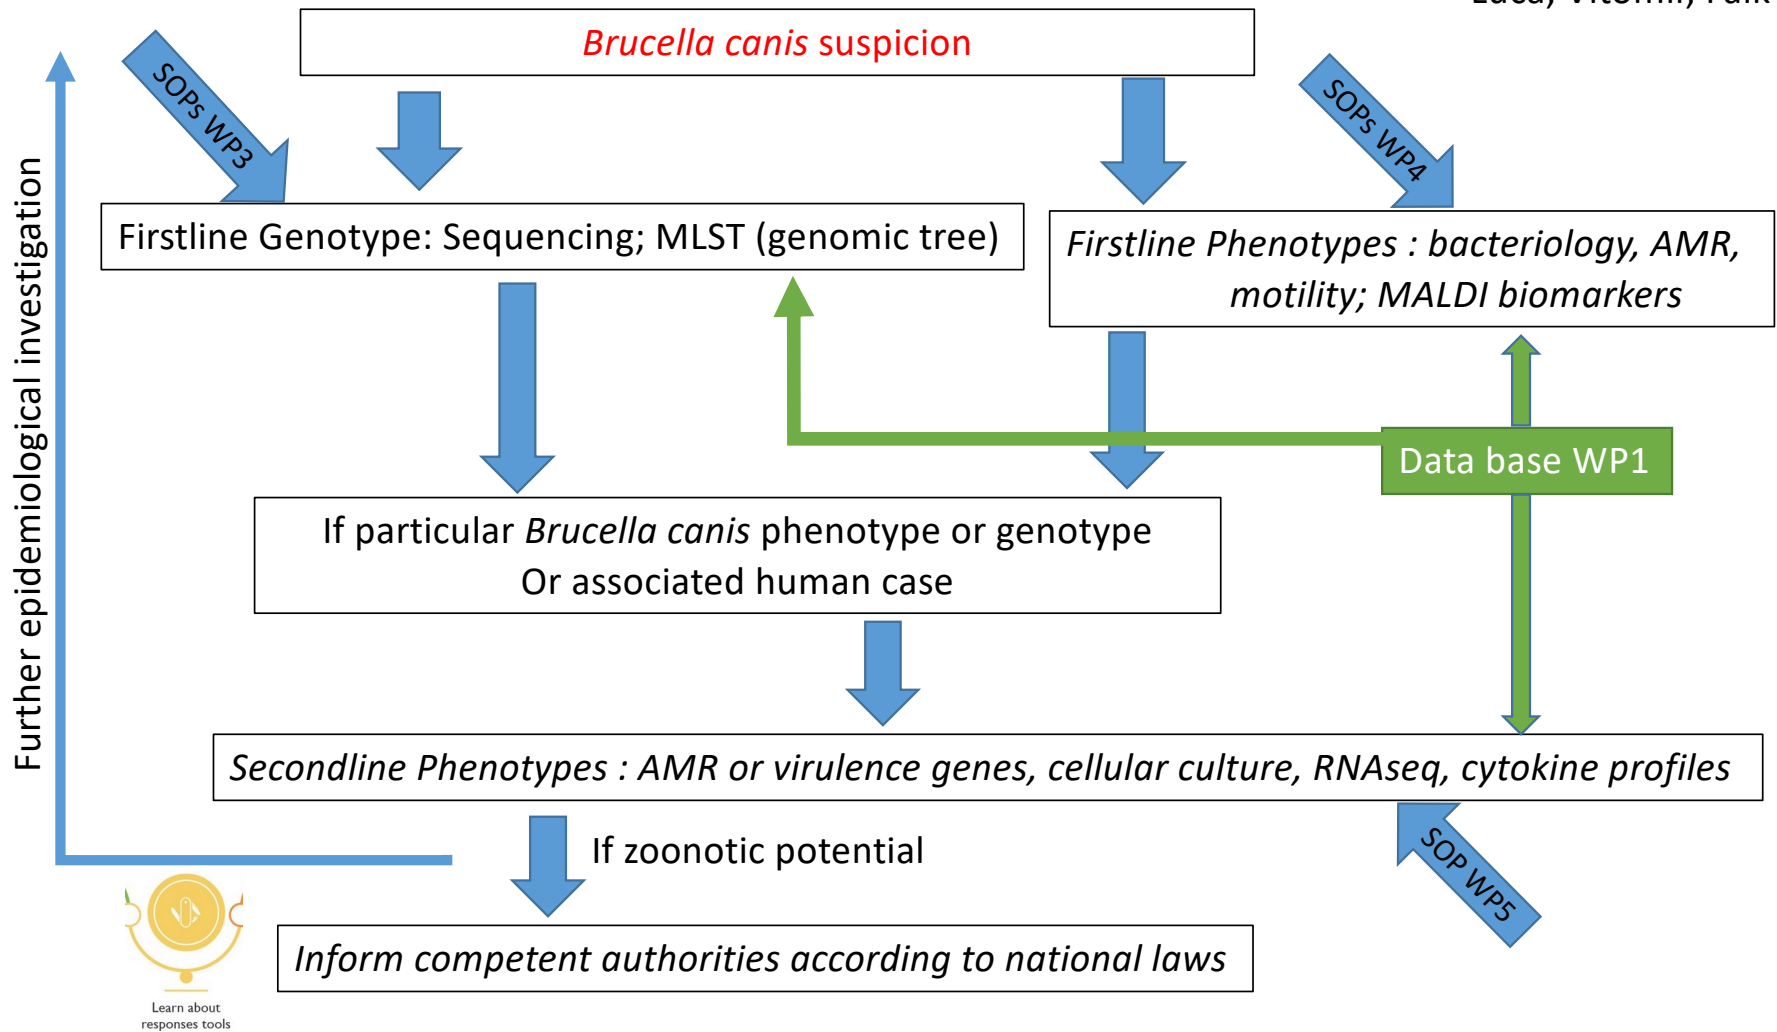 Brucella canis suspicion
SOPs WP3
SOPs WP4
Firstline Genotype: Sequencing; MLST (genomic tree)
Firstline Phenotypes : bacteriology, AMR,
motility; MALDI biomarkers
Further epidemiological investigation
Data base WP1
If particular Brucella canis phenotype or genotype
Or associated human case
Secondline Phenotypes : AMR or virulence genes, cellular culture, RNAseq, cytokine profiles
If zoonotic potential
SOP WP5
Inform competent authorities according to national laws
Learn about
responses tools